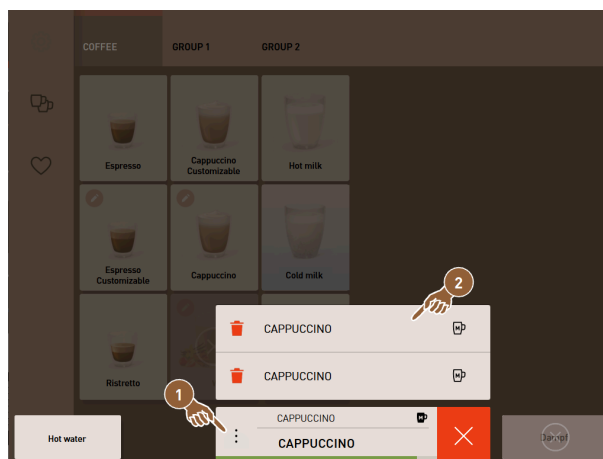 COFFEE
GROUP 1
GROUP 2
Espresso
Cappuccino
Customizable
Hot milk
Espresso
Customizable
Cappuccino
Cold milk
2
CAPPUCCINO
M
CAPPUCCINO
M
Ristretto
1
CAPPUCCINO
M
CAPPUCCINO
Hot water
Dampf